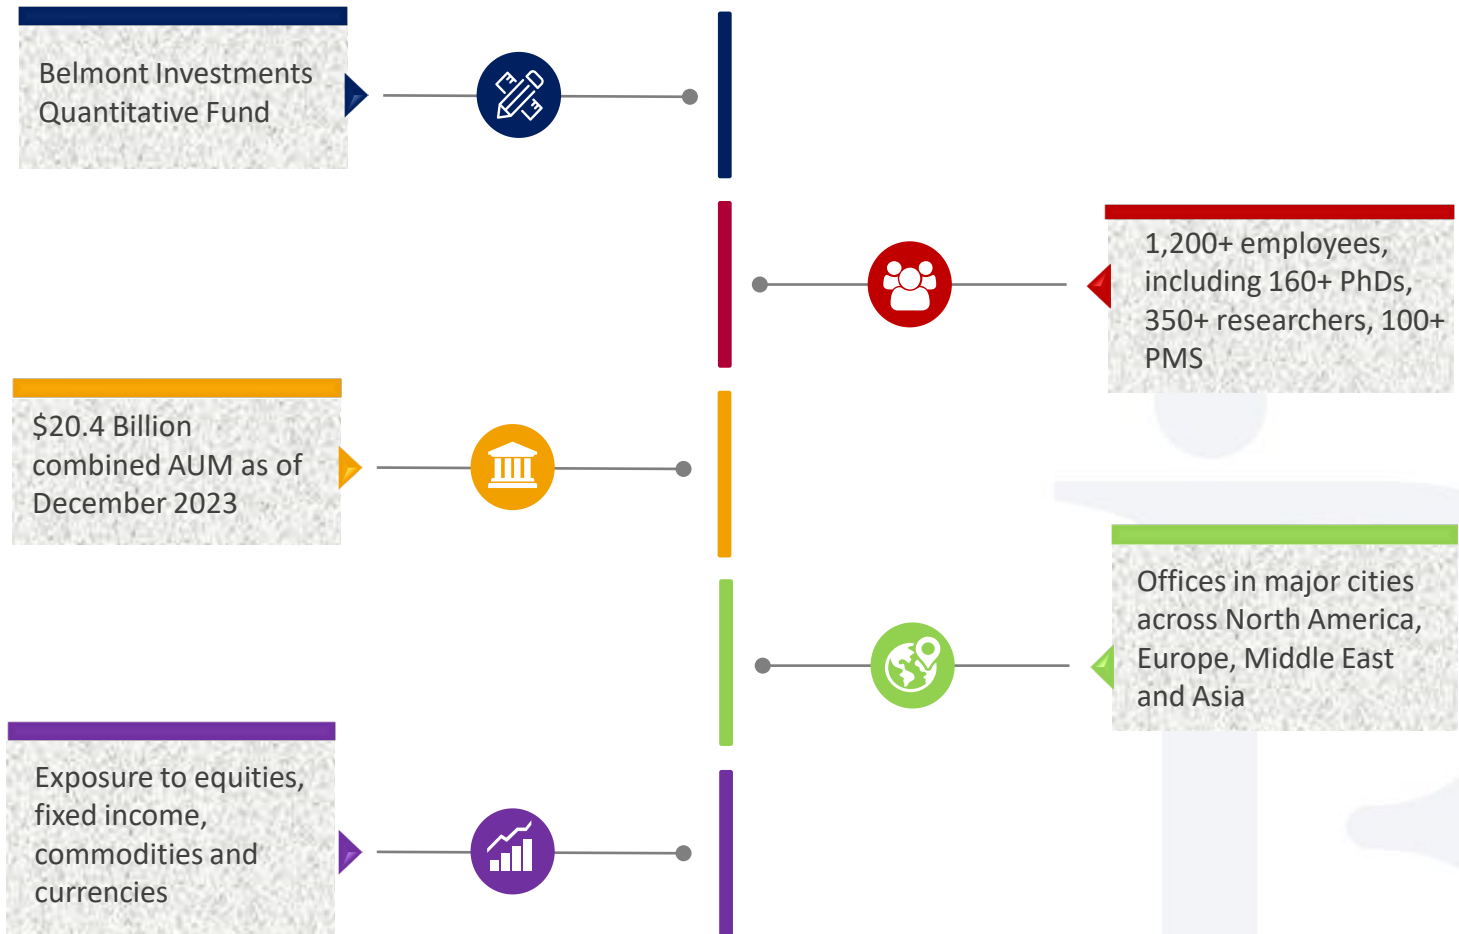 Belmont Investments
Quantitative Fund
1,200+ employees,
including 160+ PhDs,
350+ researchers, 100+
PMS
$20.4 Billion
combined AUM as of
December 2023
Offices in major cities
across North America,
Europe, Middle East
and Asia
Exposure to equities,
fixed income,
commodities and
currencies